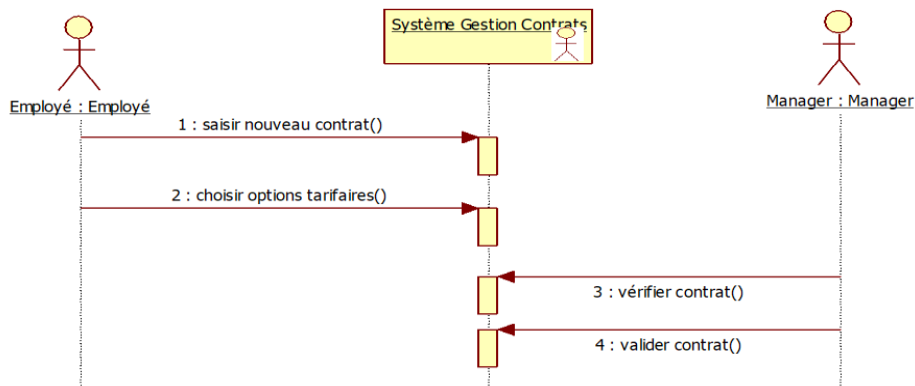 Système Gestion Contrats
Employé : Employé
Manager : Manager
1 : saisir nouveau contrat()
2 : choisir options tarifaires()
3 : vérifier contrat()
4 : valider contrat()